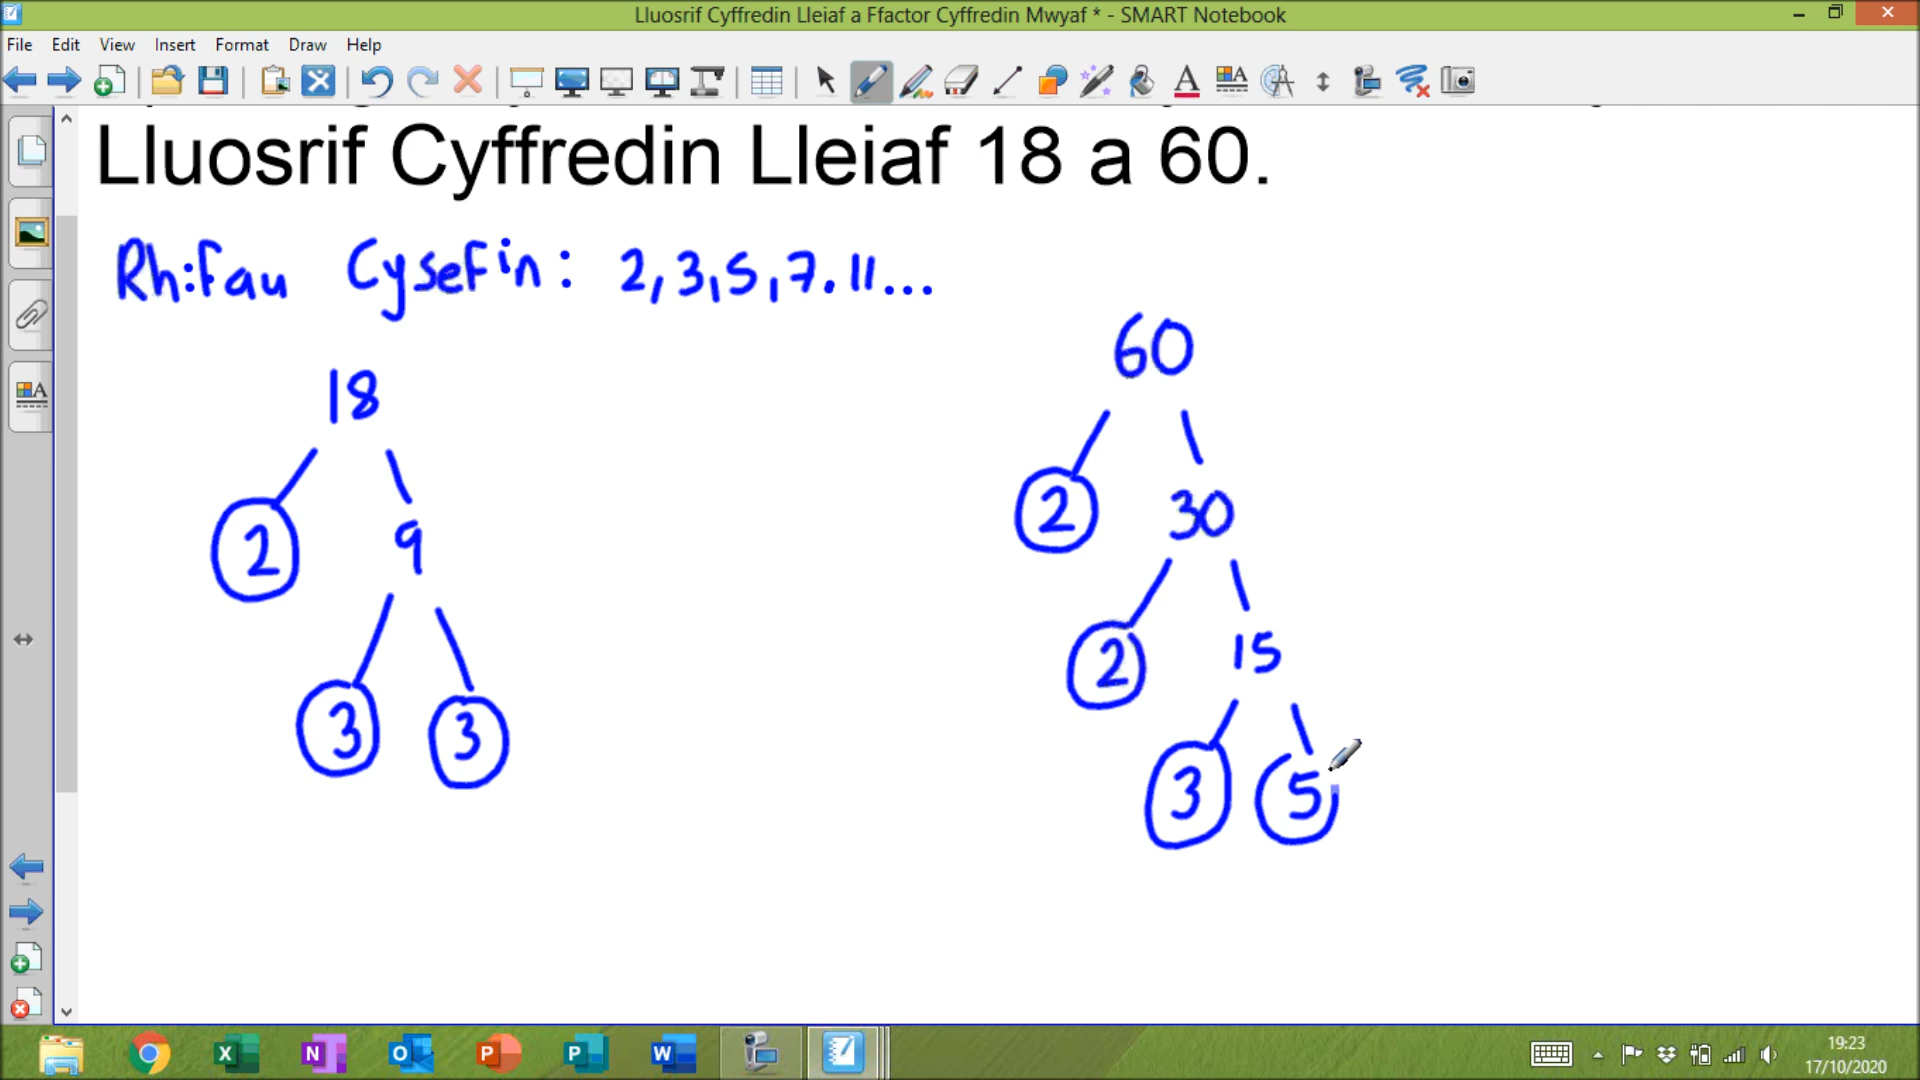 Lluosrif Cyffredin Lleiaf a Ffactor Cyffredin Mwyaf * - SMART Notebook
File Edit View Insert Format Draw Help
Lluosrif Cyffredin Lleiaf 18 a 60.
Rhifau Cysefin: 2,3,5,7.11...
60
18
2 30
2 9
2 15
3 3
3 5
19:23
17/10/2020